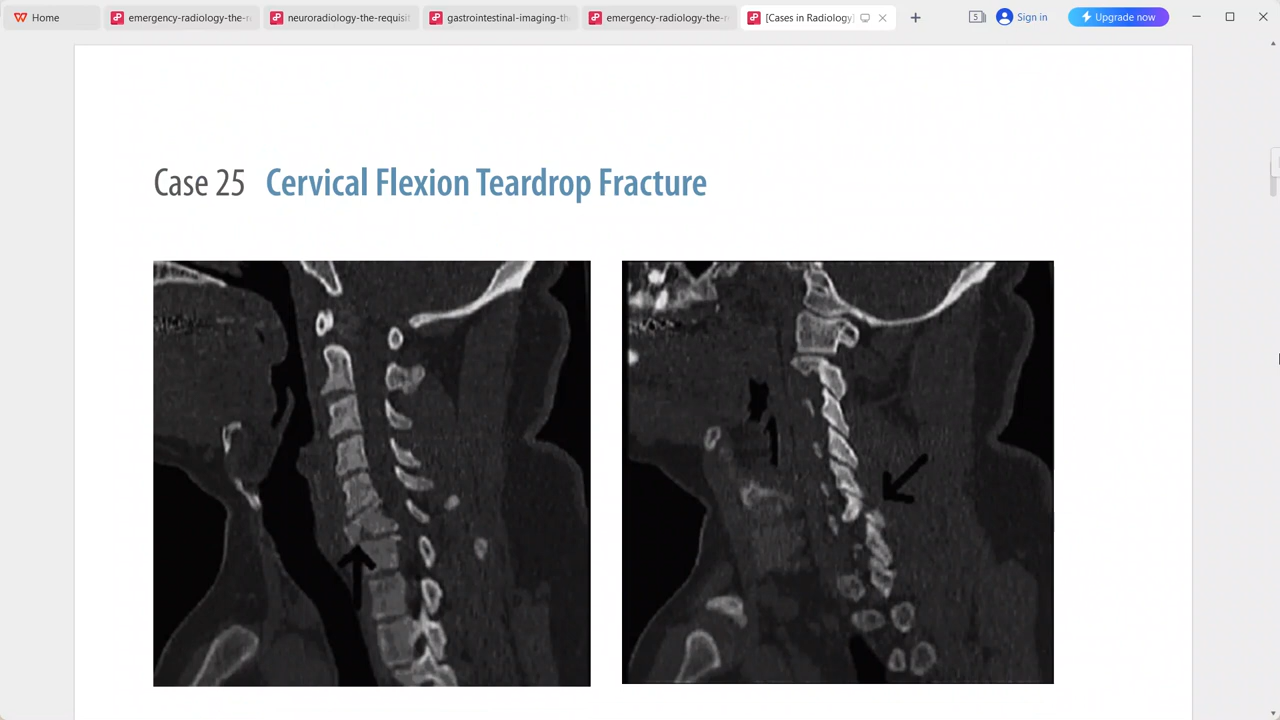 Home
emergency-radiology-the-r
neuroradiology-the-requisit
gastrointestinal-imaging-th
emergency-radiology-the-r
[Cases in Radiology]
5
Sign in
Upgrade now
Case 25 Cervical Flexion Teardrop Fracture